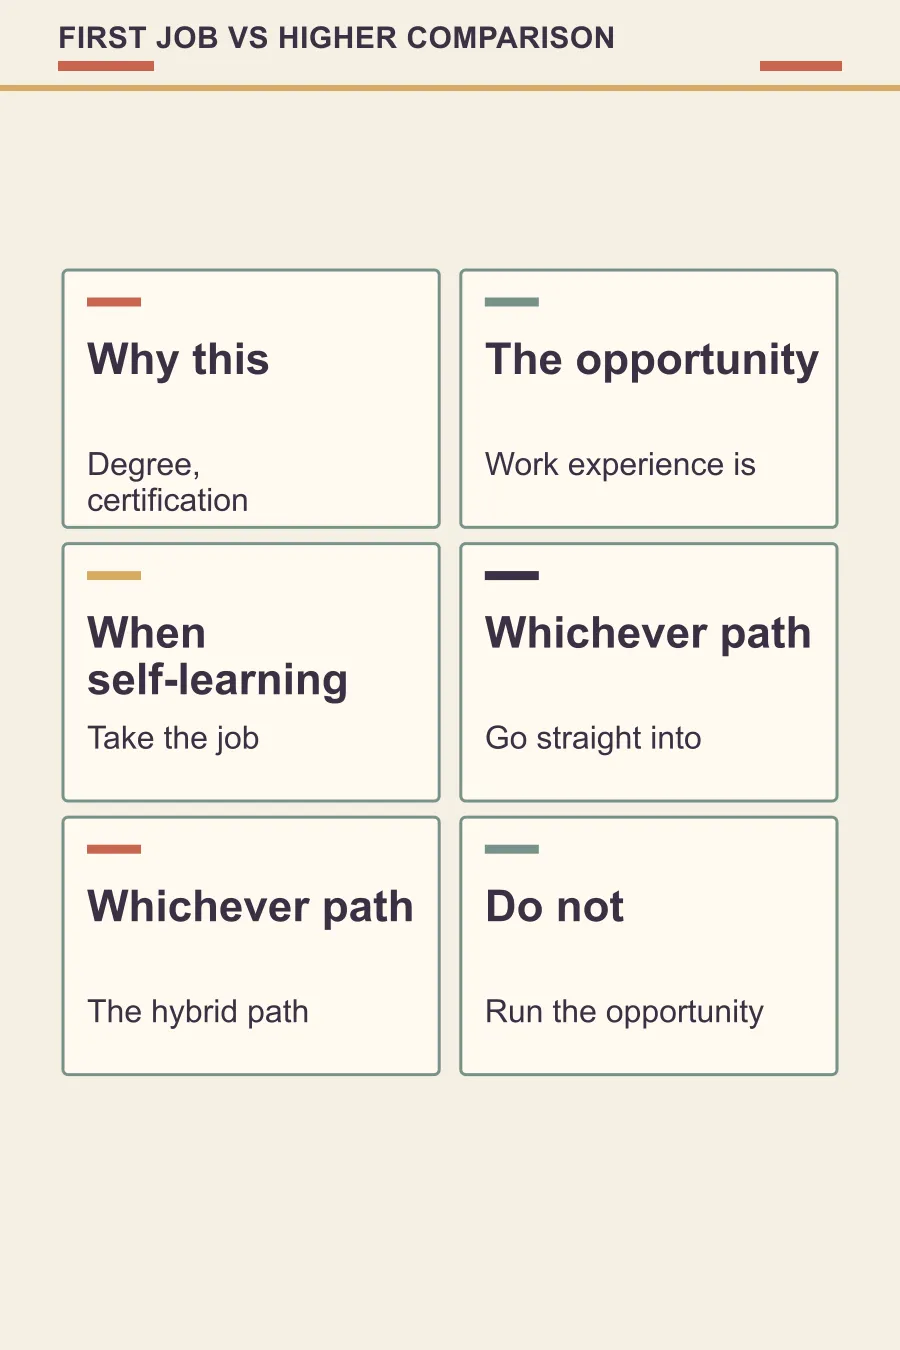 FIRST JOB VS HIGHER COMPARISON
Why this
Degree,
certification
The opportunity
Work experience is
When
self-learning
Take the job
Whichever path
Go straight into
Whichever path
The hybrid path
Do not
Run the opportunity